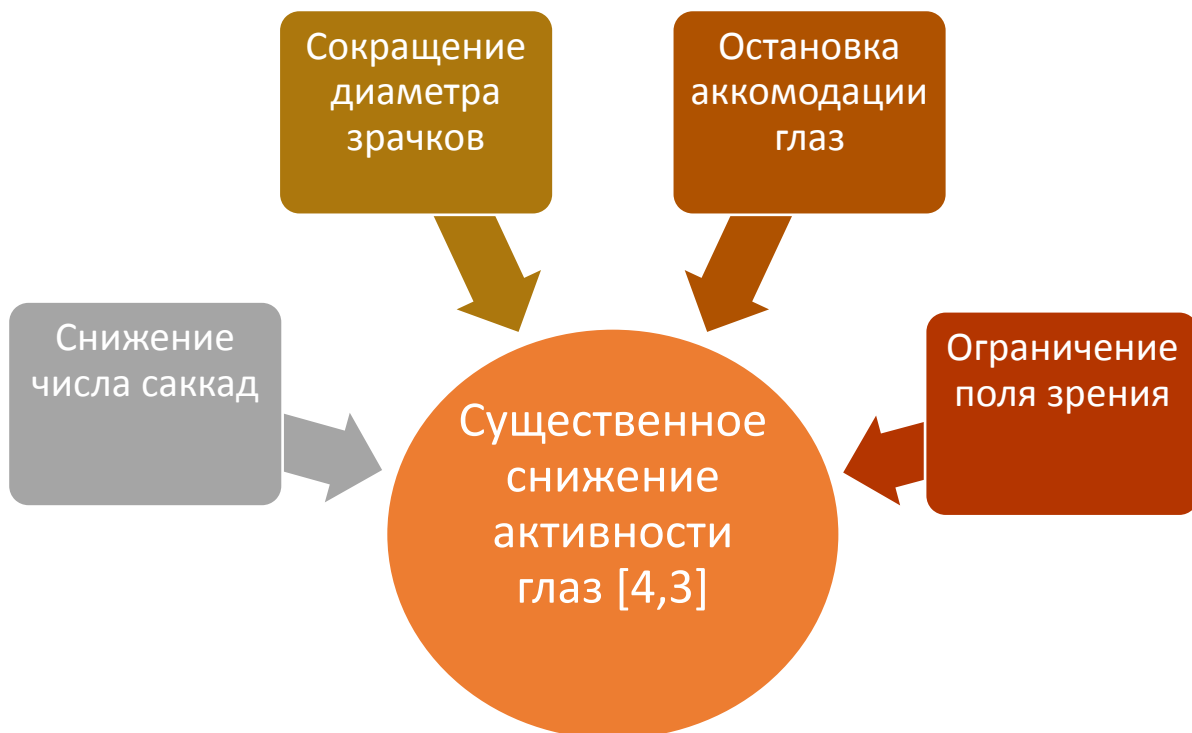 Сокращение
диаметра
зрачков
Остановка
аккомодации
глаз
Снижение
числа саккад
Ограничение
поля зрения
Существенное
снижение
активности
глаз [4,3]